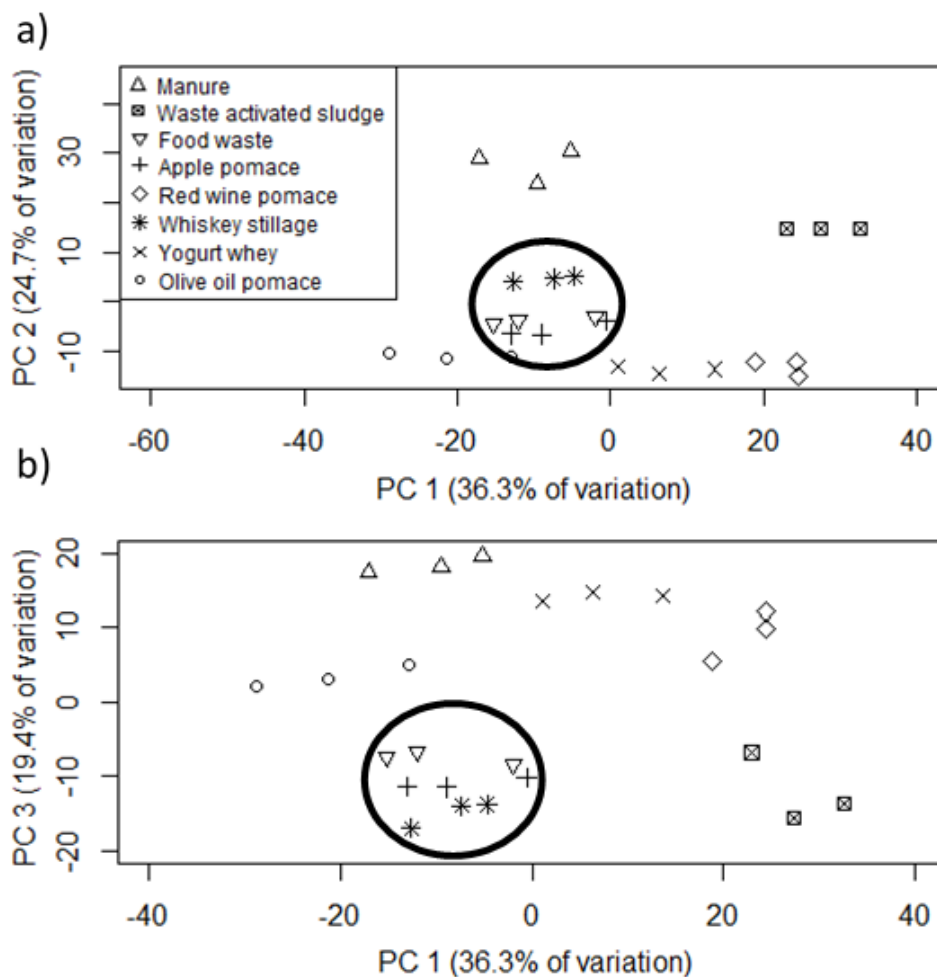 a)
PC 2 (24.7% of variation)
30
10
-10
Manure
Waste activated sludge
Food waste
Apple pomace
Red wine pomace
Whiskey stillage
Yogurt whey
Olive oil pomace
-60 -40 -20 0 20 40
PC 1 (36.3% of variation)
b)
PC 3 (19.4% of variation)
20
10
0
-10
-20
-40 -20 0 20 40
PC 1 (36.3% of variation)